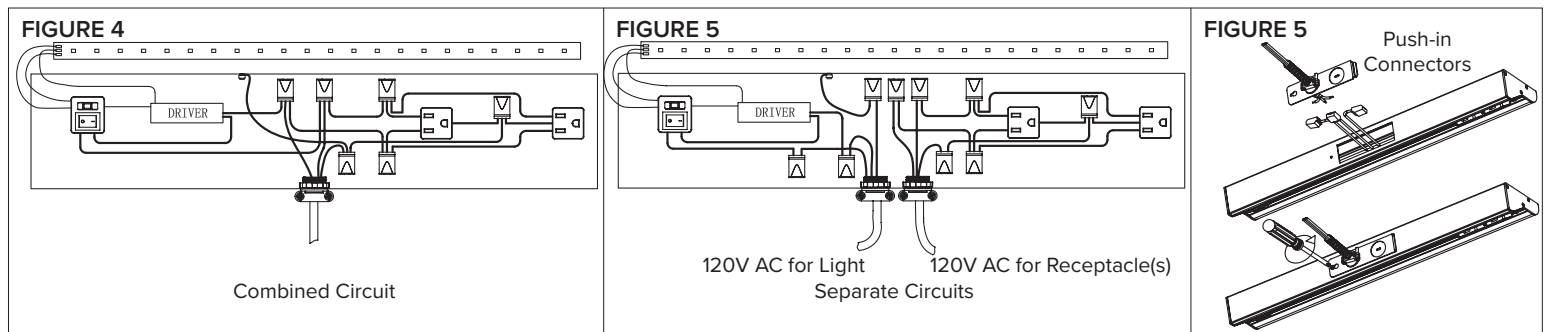 FIGURE 4
DRIVER
Combined Circuit
FIGURE 5
DRIVER
120V AC for Light
120V AC for Receptacle(s)
Separate Circuits
FIGURE 5
Push-in
Connectors